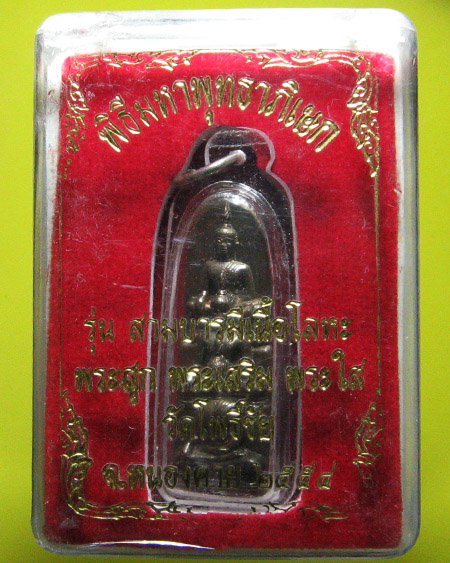 พิธีมหาพุทธาภิเษก
รุ่น สามบารมีเนื้อโลหะ
พระสุก พระเสริม พระใส
วัดโพธิ์ชัย
จ.หนองคาย ๒๕๕๔